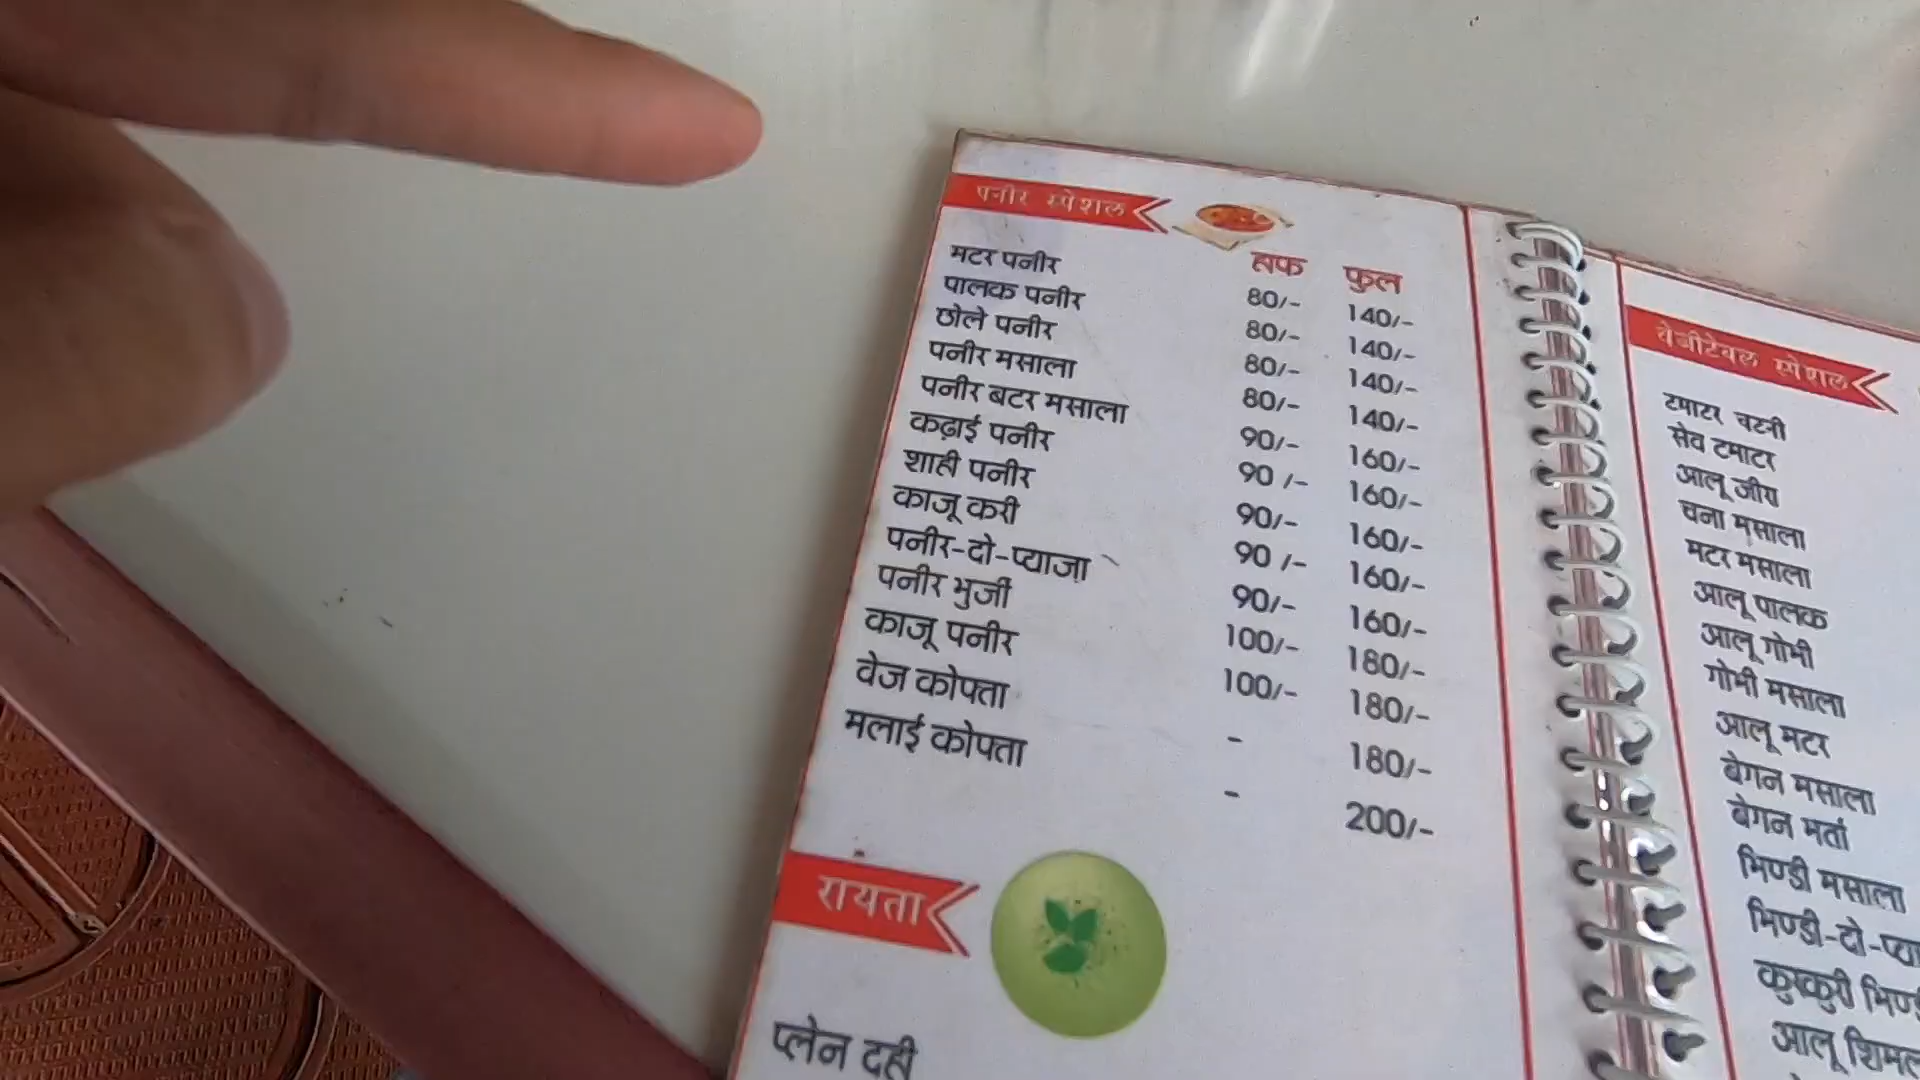 पनीर स्पेशल
हाफ फुल
मटर पनीर 80/- 140/-
पालक पनीर 80/- 140/-
छोले पनीर 80/- 140/-
पनीर मसाला 80/- 140/-
पनीर बटर मसाला 90/- 160/-
कढ़ाई पनीर 90 /- 160/-
शाही पनीर 90/- 160/-
काजू करी 90 /- 160/-
पनीर-दो-प्याजा 90/- 160/-
पनीर भुर्जी 100/- 180/-
काजू पनीर 100/- 180/-
वेज कोफ्ता - 180/-
मलाई कोफ्ता - 200/-
रायता
प्लेन दही
वेजीटेबल स्पेशल
टमाटर चटनी
सेव टमाटर
आलू जीरा
चना मसाला
मटर मसाला
आलू पालक
आलू गोभी
गोभी मसाला
आलू मटर
बेगन मसाला
बेगन भर्ता
भिण्डी मसाला
भिण्डी-दो-प्या
कुरकुरी
आलू